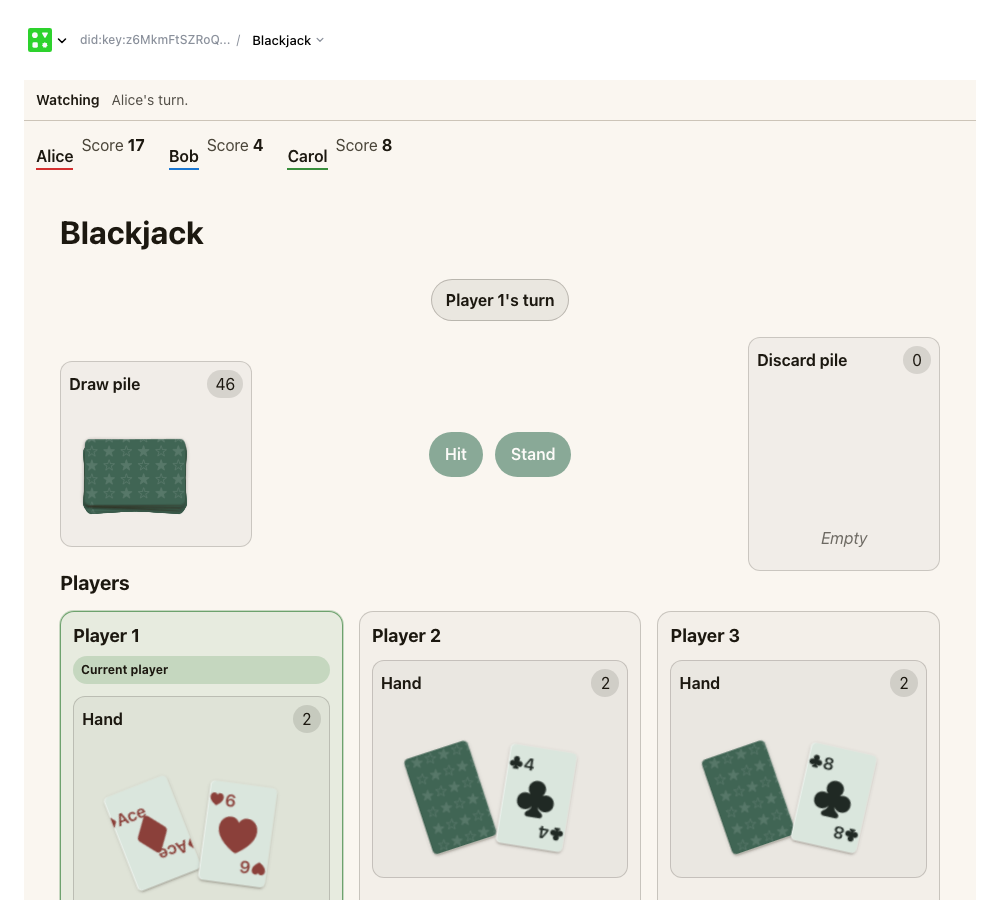 did:key:z6MkmFtSZRoQ... / Blackjack
Watching Alice's turn.
Alice Score 17 Bob Score 4 Carol Score 8
Blackjack
Player 1's turn
Draw pile 46
Discard pile 0
Hit Stand
Empty
Players
Player 1 Player 2 Player 3
Current player
Hand 2 Hand 2 Hand 2
Ace
Ace
6
6
4
4
8
8